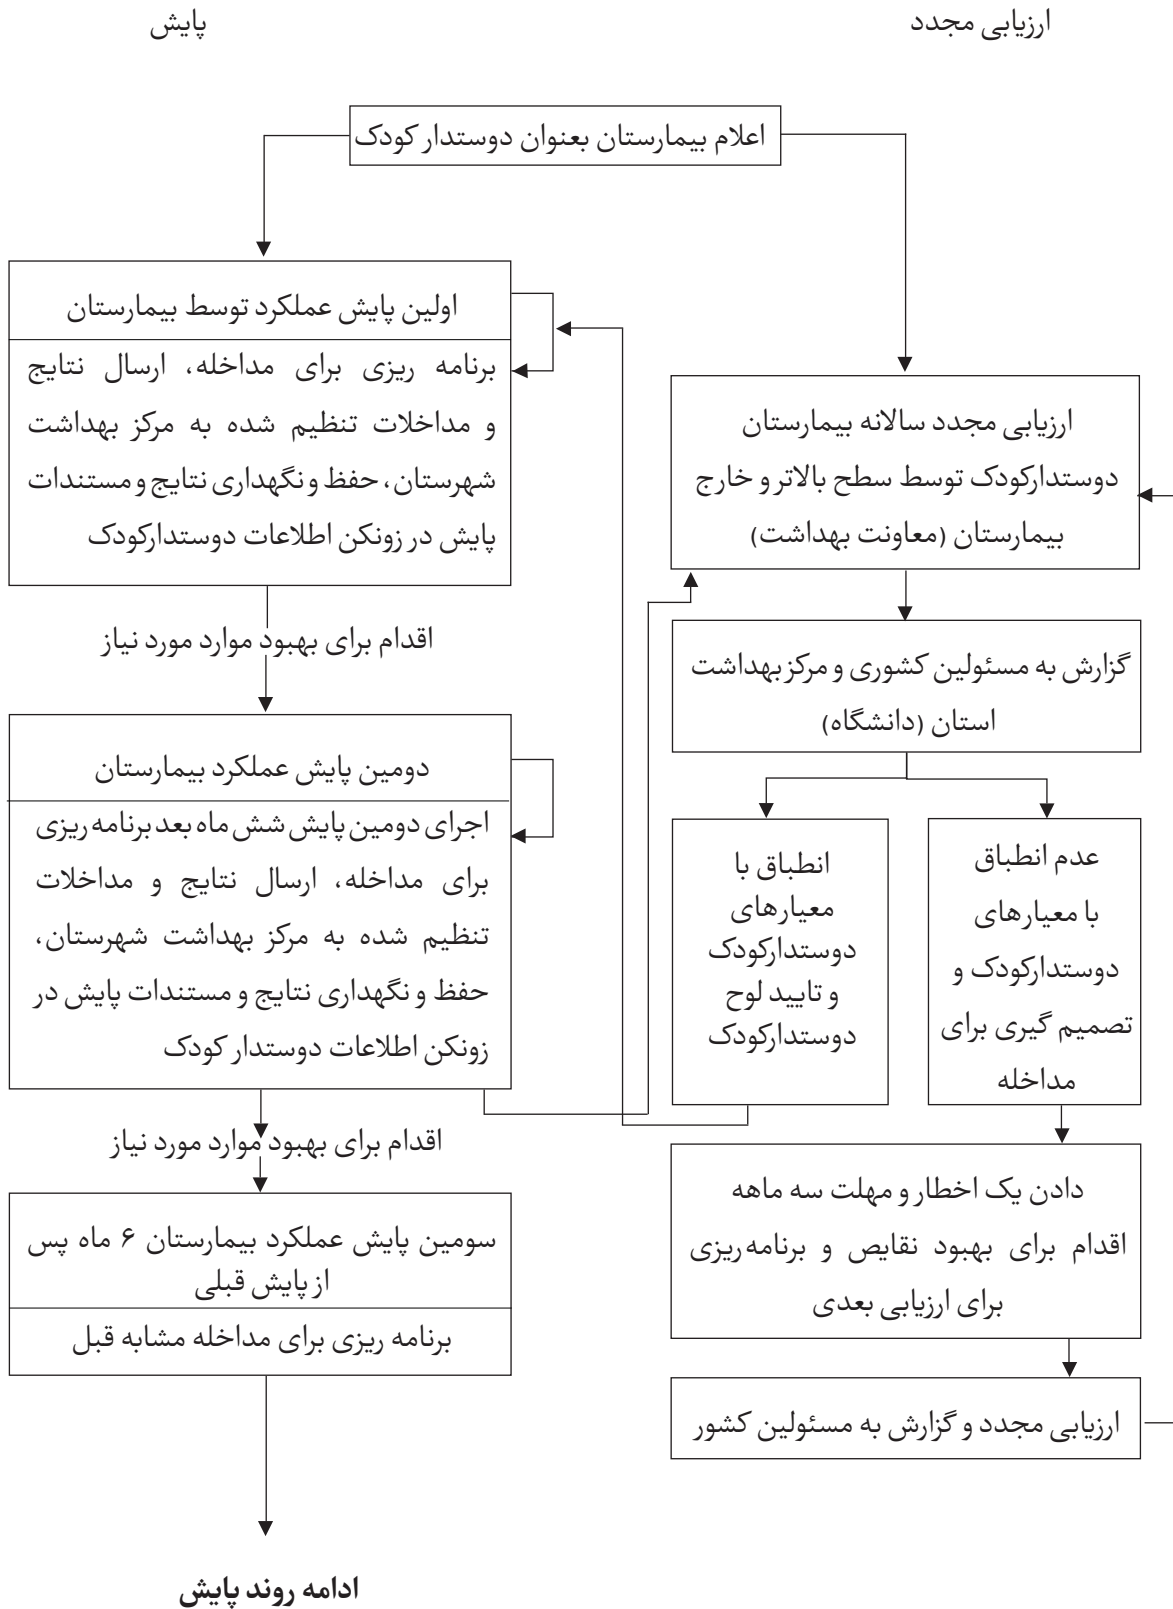 ارزیابی مجدد
پایش
اعلام بیمارستان بعنوان دوستدار کودک
ارزیابی مجدد سالانه بیمارستان
دوستدارکودک توسط سطح بالاتر و خارج
بیمارستان (معاونت بهداشت)
گزارش به مسئولین کشوری و مرکز بهداشت
استان (دانشگاه)
عدم انطباق
با معیارهای
دوستدارکودک و
تصمیم گیری برای
مداخله
انطباق با
معیارهای
دوستدارکودک
و تایید لوح
دوستدارکودک
دادن یک اخطار و مهلت سه ماهه
اقدام برای بهبود نقایص و برنامه ریزی
برای ارزیابی بعدی
ارزیابی مجدد و گزارش به مسئولین کشور
اولین پایش عملکرد توسط بیمارستان
برنامه ریزی برای مداخله، ارسال نتایج
و مداخلات تنظیم شده به مرکز بهداشت
شهرستان، حفظ و نگهداری نتایج و مستندات
پایش در زونکن اطلاعات دوستدارکودک
اقدام برای بهبود موارد مورد نیاز
دومین پایش عملکرد بیمارستان
اجرای دومین پایش شش ماه بعد برنامه ریزی
برای مداخله، ارسال نتایج و مداخلات
تنظیم شده به مرکز بهداشت شهرستان،
حفظ و نگهداری نتایج و مستندات پایش در
زونکن اطلاعات دوستدار کودک
اقدام برای بهبود موارد مورد نیاز
سومین پایش عملکرد بیمارستان ۶ ماه پس
از پایش قبلی
برنامه ریزی برای مداخله مشابه قبل
ادامه روند پایش